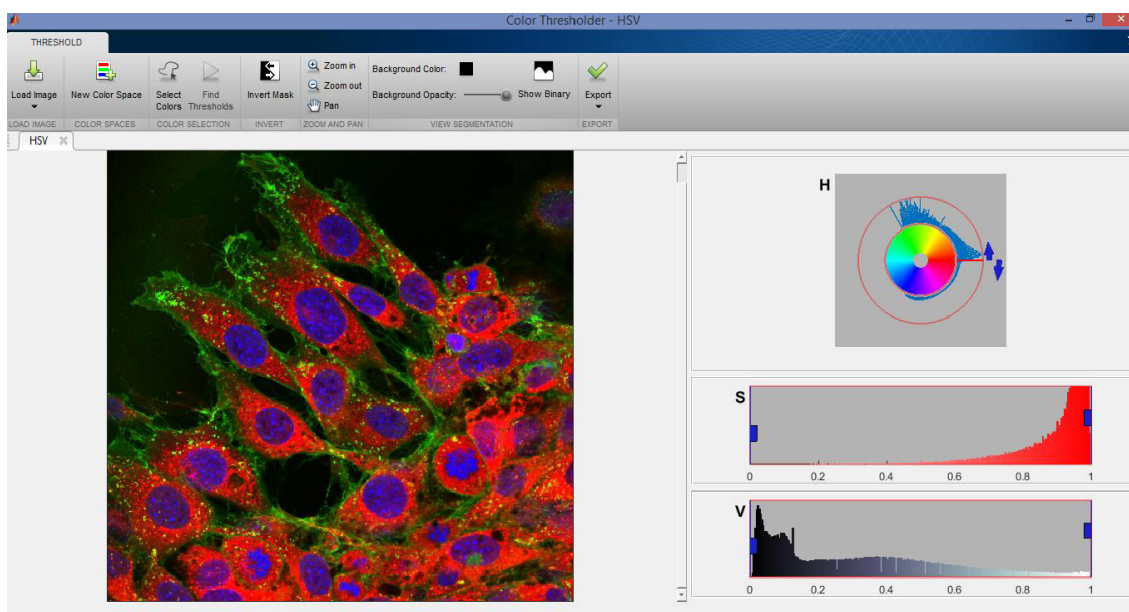 Color Thresholder - HSV
THRESHOLD
Load Image
New Color Space
Select Colors
Find Thresholds
Invert Mask
Zoom in
Zoom out
Pan
Background Color:
Background Opacity:
Show Binary
Export
LOAD IMAGE
COLOR SPACES
COLOR SELECTION
INVERT
ZOOM AND PAN
VIEW SEGMENTATION
EXPORT
HSV
H
S
0 0.2 0.4 0.6 0.8 1
V
0 0.2 0.4 0.6 0.8 1